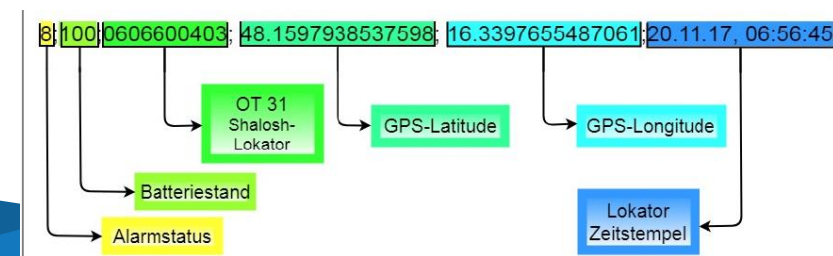 8;100;0606600403; 48.1597938537598; 16.3397655487061;20.11.17, 06:56:45
OT 31
Shalosh-
Lokator
GPS-Latitude
GPS-Longitude
Batteriestand
Alarmstatus
Lokator
Zeitstempel